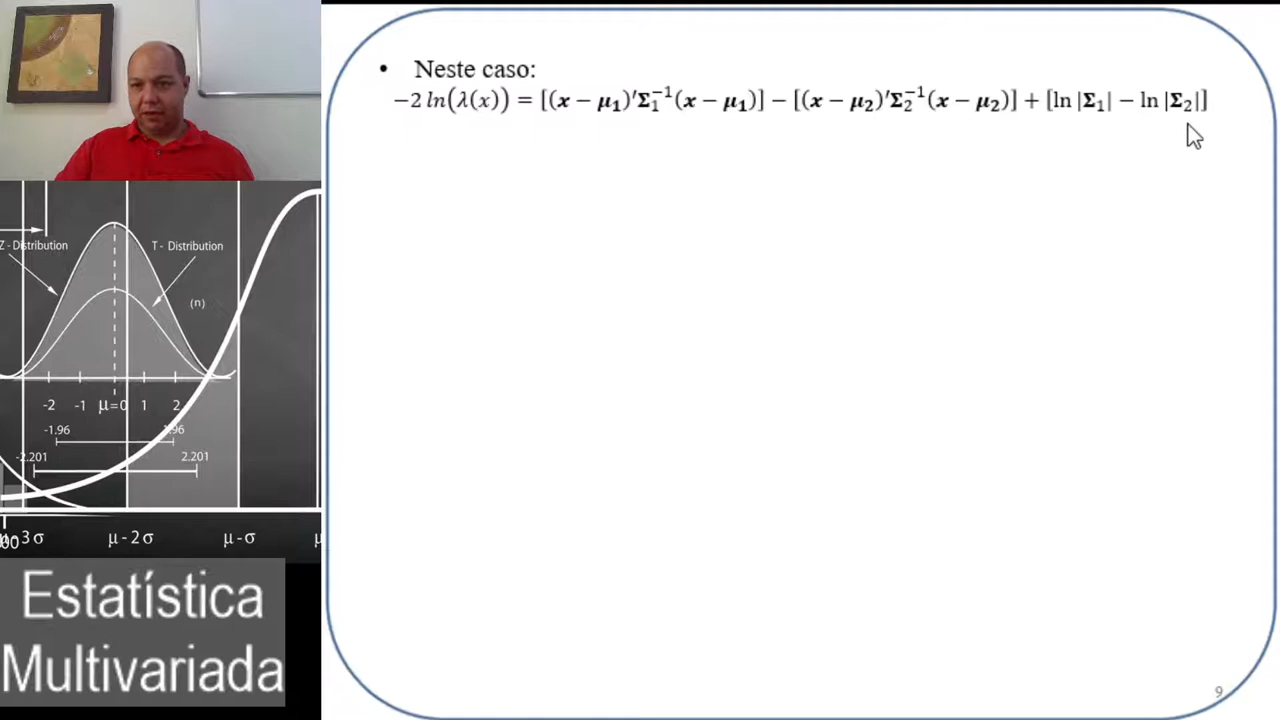 • Neste caso:
−2 ln(λ(x)) = [(x − μ₁)′Σ₁⁻¹(x − μ₁)] − [(x − μ₂)′Σ₂⁻¹(x − μ₂)] + [ln |Σ₁| − ln |Σ₂|]
Z - Distribution
T - Distribution
(n)
-2 -1 μ=0 1 2
-1.96
-2.201 2.201
μ-3σ μ-2σ μ-σ
Estatística
Multivariada
9